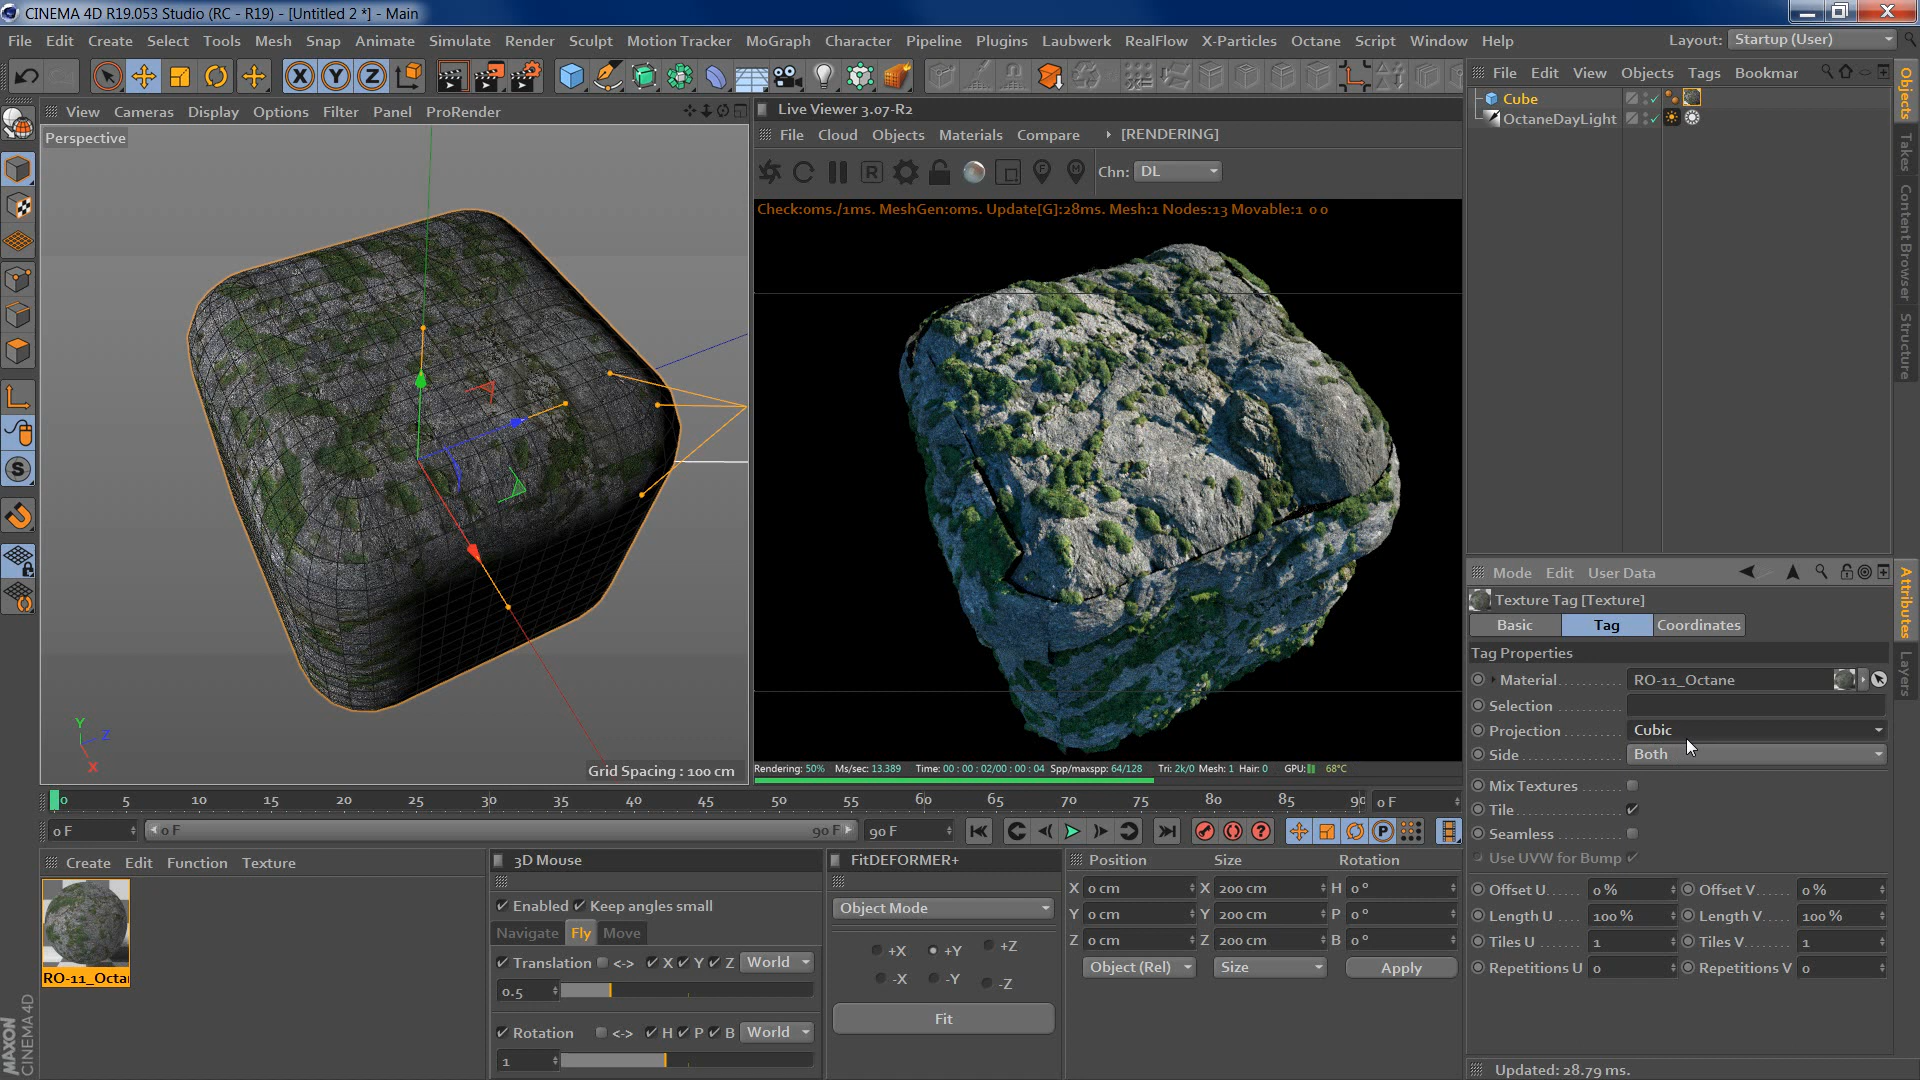 CINEMA 4D R19.053 Studio (RC - R19) - [Untitled 2 *] - Main
File Edit Create Select Tools Mesh Snap Animate Simulate Render Sculpt Motion Tracker MoGraph Character Pipeline Plugins Laubwerk RealFlow X-Particles Octane Script Window Help Layout: Startup (User)
X Y Z
File Edit View Objects Tags Bookmar
View Cameras Display Options Filter Panel ProRender
Live Viewer 3.07-R2
Perspective
File Cloud Objects Materials Compare [RENDERING]
R F M Chn: DL
Check:0ms./1ms. MeshGen:0ms. Update[G]:28ms. Mesh:1 Nodes:13 Movable:1 0 0
Cube
OctaneDayLight
Objects
Takes
Content Browser
Structure
Y
Z
X
Grid Spacing : 100 cm
Rendering: 50% Ms/sec: 13.389 Time: 00 : 00 : 02/00 : 00 : 04 Spp/maxspp: 64/128 Tri: 2k/0 Mesh: 1 Hair: 0 GPU: 68°C
Mode Edit User Data
Texture Tag [Texture]
Basic Tag Coordinates
Tag Properties
Material RO-11_Octane
Selection
Projection Cubic
Side Both
Mix Textures
Tile
Seamless
Use UVW for Bump
Offset U 0 % Offset V 0 %
Length U 100 % Length V 100 %
Tiles U 1 Tiles V 1
Repetitions U 0 Repetitions V 0
Attributes
Layers
0 5 10 15 20 25 30 35 40 45 50 55 60 65 70 75 80 85 90 0 F
0 F 0 F 90 F 90 F
P
Create Edit Function Texture
RO-11_Octa
3D Mouse
Enabled Keep angles small
Navigate Fly Move
Translation <-> X Y Z World
0.5
Rotation <-> H P B World
1
FitDEFORMER+
Object Mode
+X +Y +Z
-X -Y -Z
Fit
Position Size Rotation
X 0 cm X 200 cm H 0 °
Y 0 cm Y 200 cm P 0 °
Z 0 cm Z 200 cm B 0 °
Object (Rel) Size Apply
MAXON
CINEMA 4D
Updated: 28.79 ms.